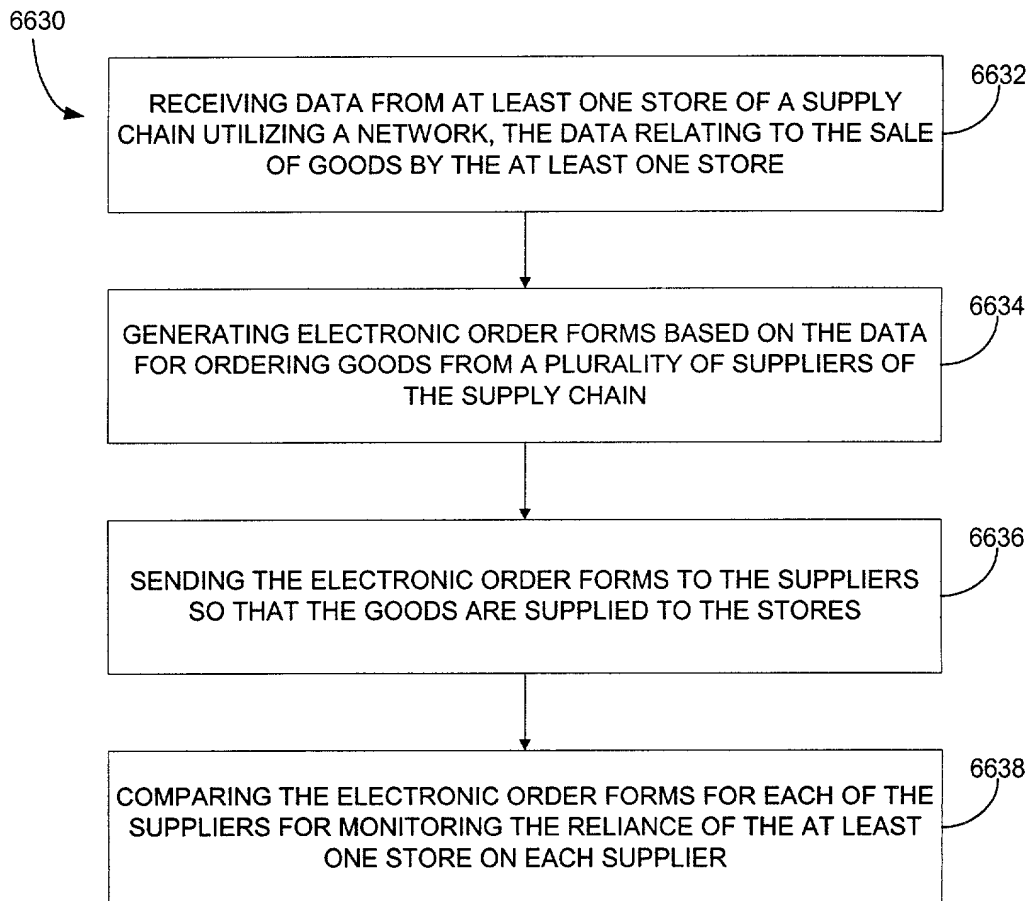 6630
6632
RECEIVING DATA FROM AT LEAST ONE STORE OF A SUPPLY
CHAIN UTILIZING A NETWORK, THE DATA RELATING TO THE SALE
OF GOODS BY THE AT LEAST ONE STORE
6634
GENERATING ELECTRONIC ORDER FORMS BASED ON THE DATA
FOR ORDERING GOODS FROM A PLURALITY OF SUPPLIERS OF
THE SUPPLY CHAIN
6636
SENDING THE ELECTRONIC ORDER FORMS TO THE SUPPLIERS
SO THAT THE GOODS ARE SUPPLIED TO THE STORES
6638
COMPARING THE ELECTRONIC ORDER FORMS FOR EACH OF THE
SUPPLIERS FOR MONITORING THE RELIANCE OF THE AT LEAST
ONE STORE ON EACH SUPPLIER